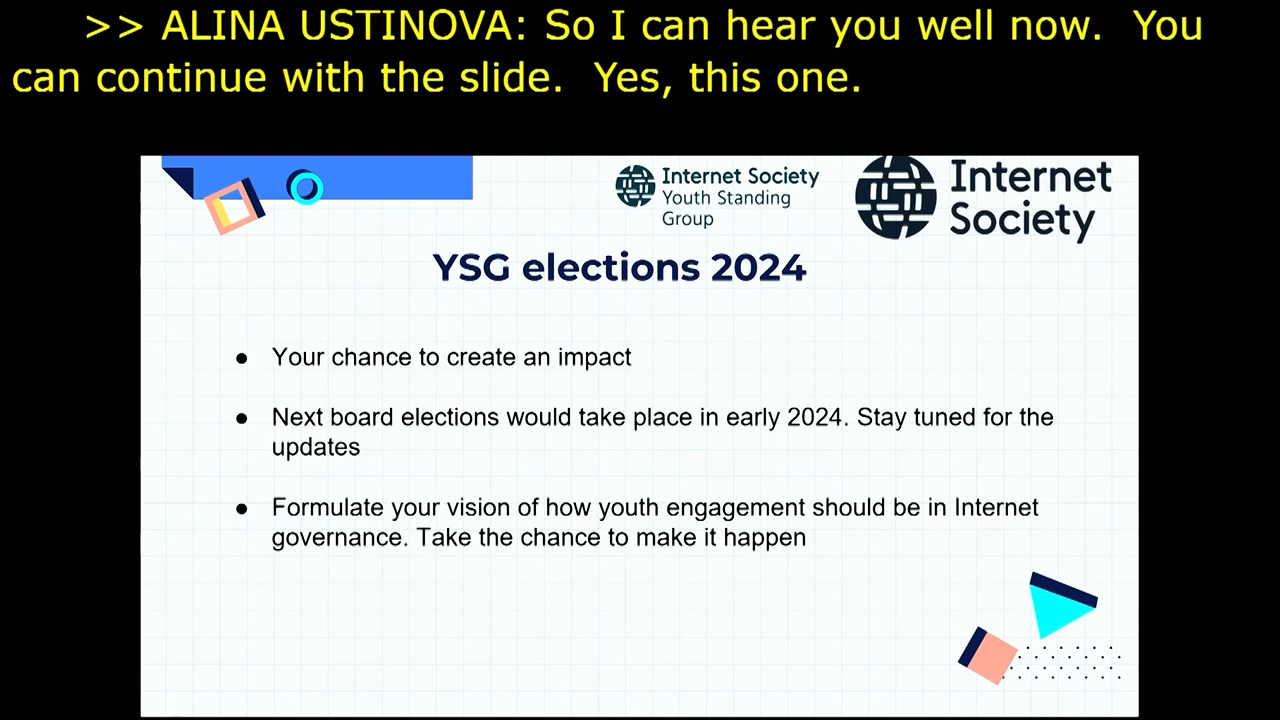 >> ALINA USTINOVA: So I can hear you well now. You
can continue with the slide. Yes, this one.
Internet Society
Youth Standing
Group
Internet
Society
YSG elections 2024
● Your chance to create an impact
● Next board elections would take place in early 2024. Stay tuned for the
updates
● Formulate your vision of how youth engagement should be in Internet
governance. Take the chance to make it happen